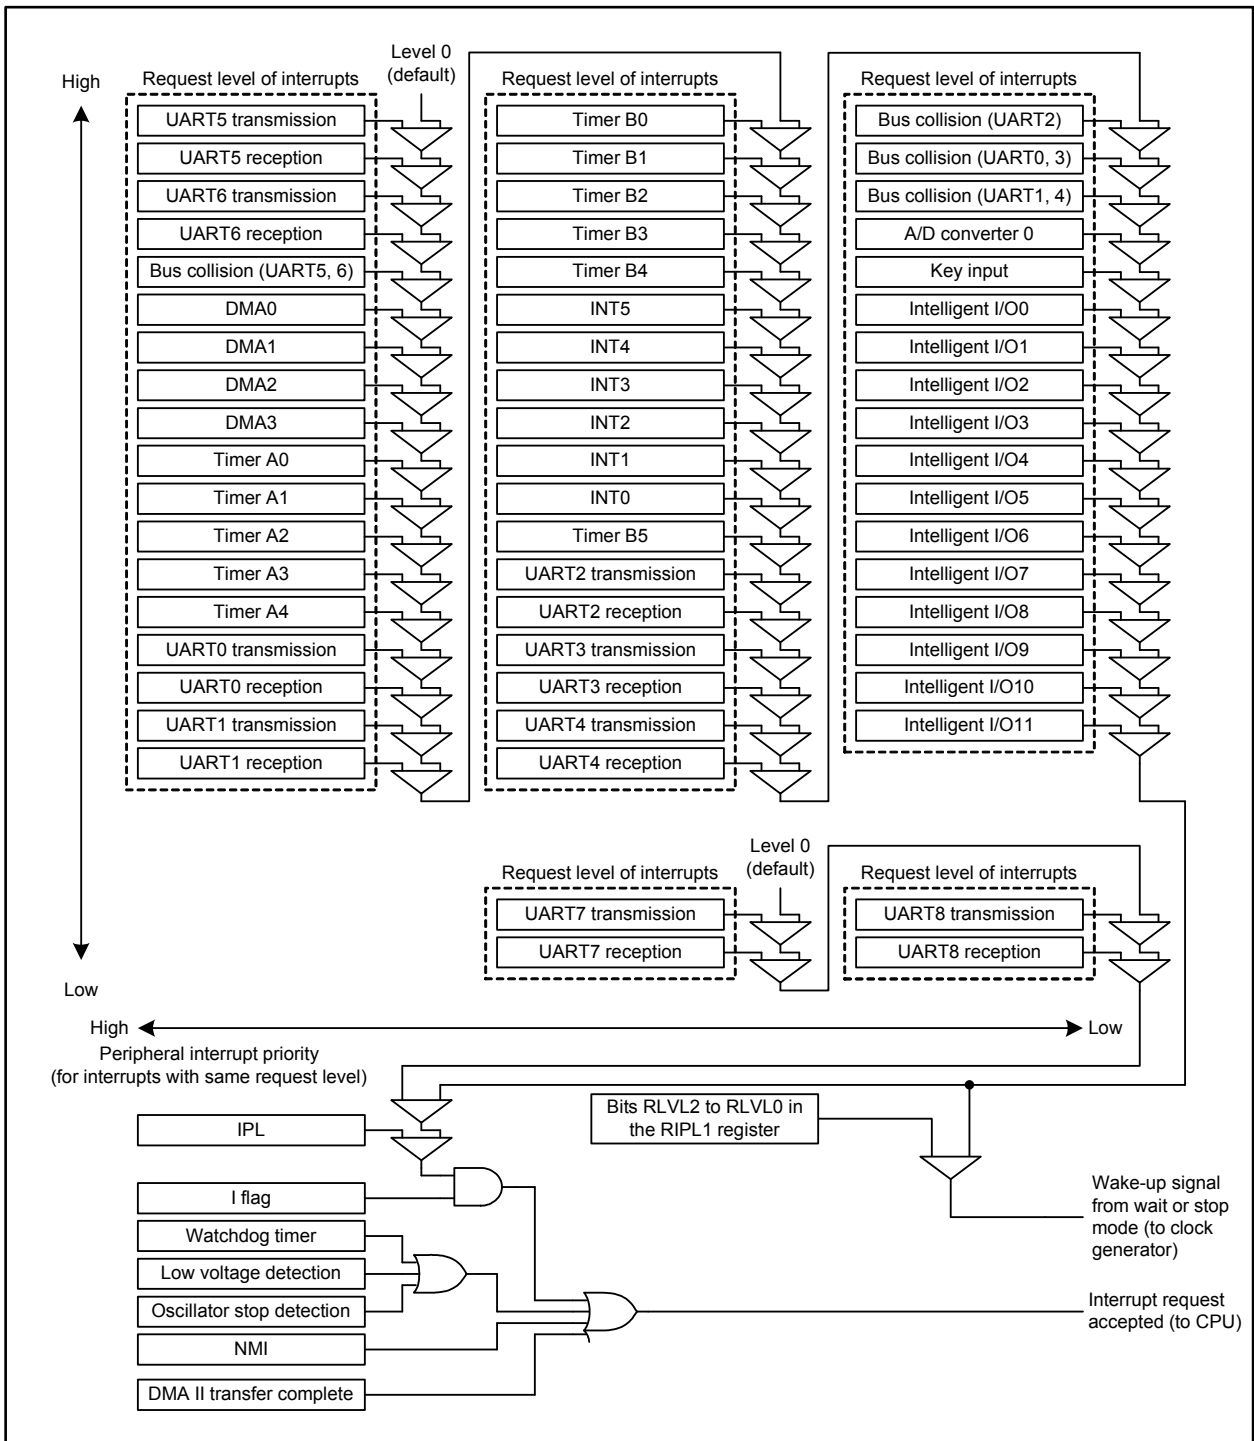 High
Request level of interrupts
Level 0
(default)
UART5 transmission
UART5 reception
UART6 transmission
UART6 reception
Bus collision (UART5, 6)
DMA0
DMA1
DMA2
DMA3
Timer A0
Timer A1
Timer A2
Timer A3
Timer A4
UART0 transmission
UART0 reception
UART1 transmission
UART1 reception
Request level of interrupts
Timer B0
Timer B1
Timer B2
Timer B3
Timer B4
INT5
INT4
INT3
INT2
INT1
INT0
Timer B5
UART2 transmission
UART2 reception
UART3 transmission
UART3 reception
UART4 transmission
UART4 reception
Request level of interrupts
Bus collision (UART2)
Bus collision (UART0, 3)
Bus collision (UART1, 4)
A/D converter 0
Key input
Intelligent I/O0
Intelligent I/O1
Intelligent I/O2
Intelligent I/O3
Intelligent I/O4
Intelligent I/O5
Intelligent I/O6
Intelligent I/O7
Intelligent I/O8
Intelligent I/O9
Intelligent I/O10
Intelligent I/O11
Request level of interrupts
Level 0
(default)
UART7 transmission
UART7 reception
Request level of interrupts
UART8 transmission
UART8 reception
Low
High
Low
Peripheral interrupt priority
(for interrupts with same request level)
IPL
I flag
Watchdog timer
Low voltage detection
Oscillator stop detection
NMI
DMA II transfer complete
Bits RLVL2 to RLVL0 in
the RIPL1 register
Wake-up signal
from wait or stop
mode (to clock
generator)
Interrupt request
accepted (to CPU)